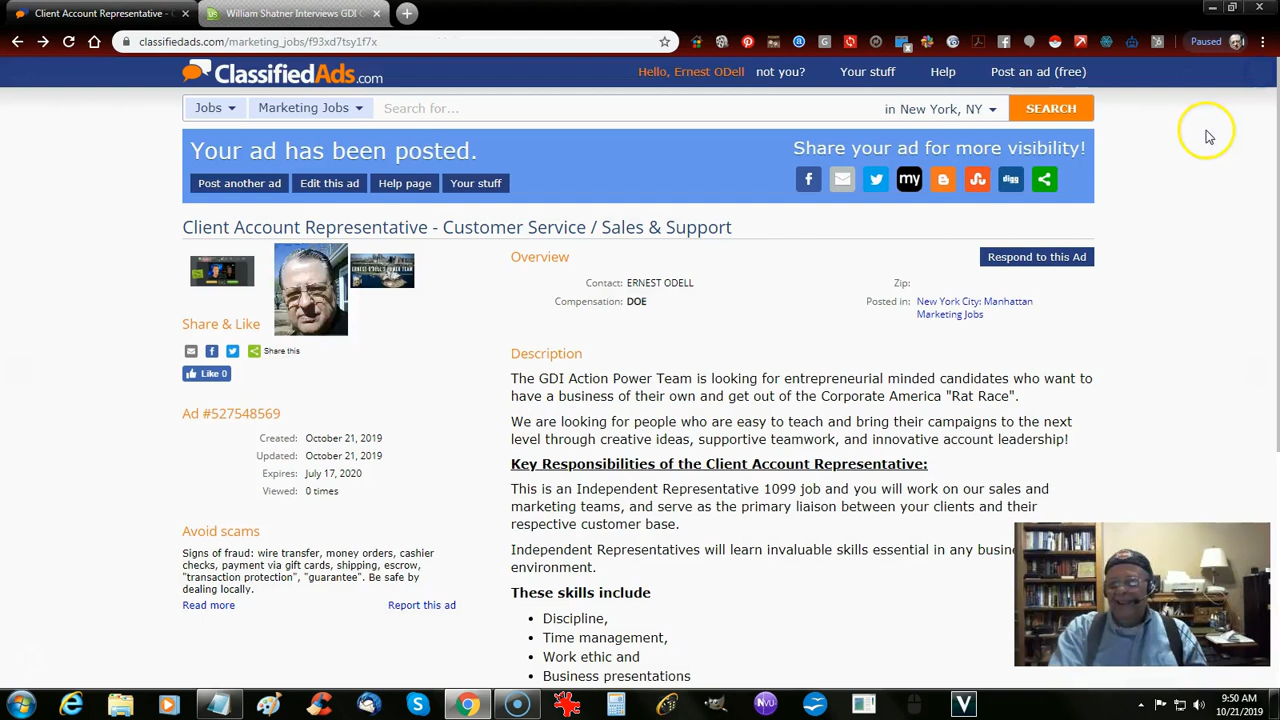 Client Account Representative - C
William Shatner Interviews GDI C
classifiedads.com/marketing_jobs/f93xd7tsy1f7x
Paused
ClassifiedAds.com
Hello, Ernest ODell not you? Your stuff Help Post an ad (free)
Jobs Marketing Jobs Search for... in New York, NY SEARCH
Your ad has been posted.
Share your ad for more visibility!
Post another ad Edit this ad Help page Your stuff
my digg
Client Account Representative - Customer Service / Sales & Support
ERNEST ODELL'S POWER TEAM
Share & Like
Share this
Like 0
Ad #527548569
Created: October 21, 2019
Updated: October 21, 2019
Expires: July 17, 2020
Viewed: 0 times
Avoid scams
Signs of fraud: wire transfer, money orders, cashier
checks, payment via gift cards, shipping, escrow,
"transaction protection", "guarantee". Be safe by
dealing locally.
Read more Report this ad
Overview
Respond to this Ad
Contact: ERNEST ODELL Zip:
Compensation: DOE Posted in: New York City: Manhattan
Marketing Jobs
Description
The GDI Action Power Team is looking for entrepreneurial minded candidates who want to
have a business of their own and get out of the Corporate America "Rat Race".
We are looking for people who are easy to teach and bring their campaigns to the next
level through creative ideas, supportive teamwork, and innovative account leadership!
Key Responsibilities of the Client Account Representative:
This is an Independent Representative 1099 job and you will work on our sales and
marketing teams, and serve as the primary liaison between your clients and their
respective customer base.
Independent Representatives will learn invaluable skills essential in any busin
environment.
These skills include
• Discipline,
• Time management,
• Work ethic and
• Business presentations
9:50 AM
10/21/2019